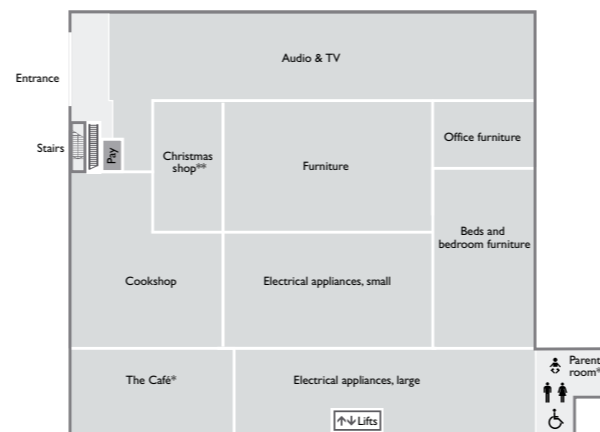 Audio & TV
Entrance
Office furniture
Stairs
Pay
Christmas
shop**
Furniture
Beds and
bedroom furniture
Cookshop
Electrical appliances, small
Parent
room*
The Café*
Electrical appliances, large
Lifts